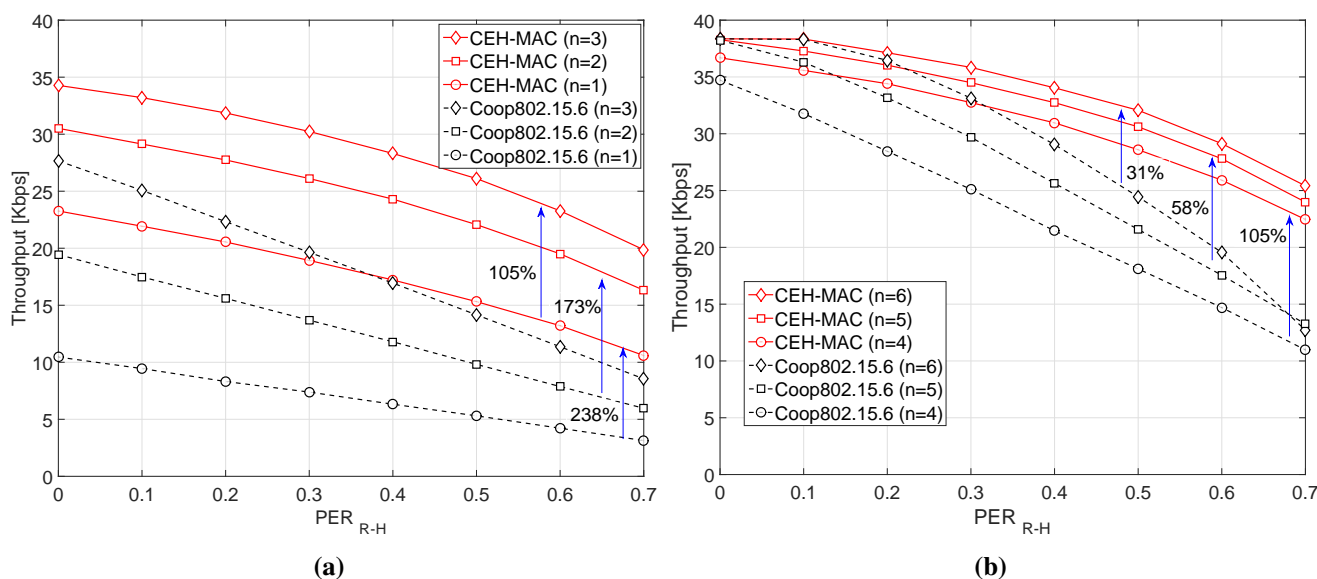 40
35
30
25
20
15
10
5
0
Throughput [Kbps]
CEH-MAC (n=3)
CEH-MAC (n=2)
CEH-MAC (n=1)
Coop802.15.6 (n=3)
Coop802.15.6 (n=2)
Coop802.15.6 (n=1)
105%
173%
238%
0 0.1 0.2 0.3 0.4 0.5 0.6 0.7
PER R-H
(a)
40
35
30
25
20
15
10
5
0
Throughput [Kbps]
31%
58%
105%
CEH-MAC (n=6)
CEH-MAC (n=5)
CEH-MAC (n=4)
Coop802.15.6 (n=6)
Coop802.15.6 (n=5)
Coop802.15.6 (n=4)
0 0.1 0.2 0.3 0.4 0.5 0.6 0.7
PER R-H
(b)